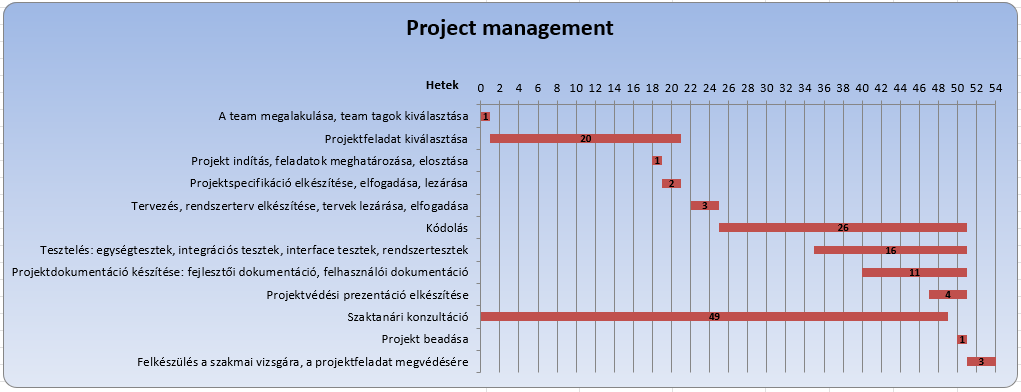 Project management
Hetek 0 2 4 6 8 10 12 14 16 18 20 22 24 26 28 30 32 34 36 38 40 42 44 46 48 50 52 54
A team megalakulása, team tagok kiválasztása 1
Projektfeladat kiválasztása 20
Projekt indítás, feladatok meghatározása, elosztása 1
Projektspecifikáció elkészítése, elfogadása, lezárása 2
Tervezés, rendszerterv elkészítése, tervek lezárása, elfogadása 3
Kódolás 26
Tesztelés: egységtesztek, integrációs tesztek, interface tesztek, rendszertesztek 16
Projektdokumentáció készítése: fejlesztői dokumentáció, felhasználói dokumentáció 11
Projektvédési prezentáció elkészítése 4
Szaktanári konzultáció 49
Projekt beadása 1
Felkészülés a szakmai vizsgára, a projektfeladat megvédésére 3